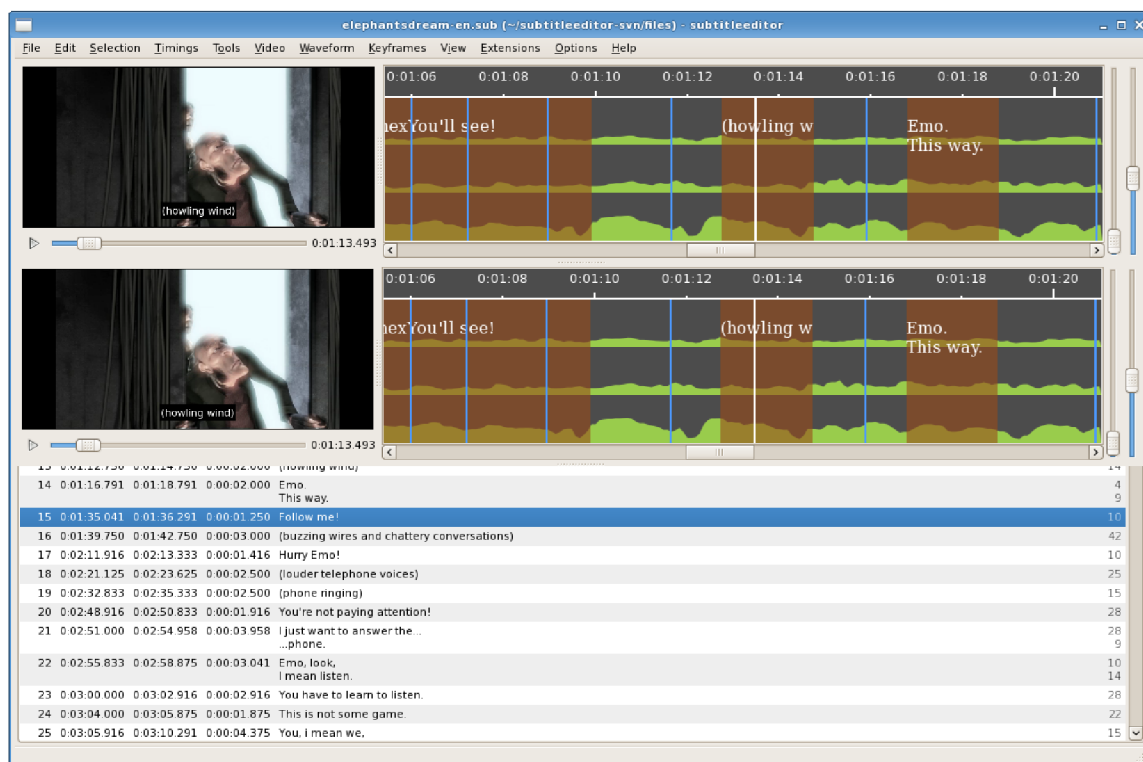 elephantsdream-en.sub (~/subtitleeditor-svn/files) - subtitleeditor
File Edit Selection Timings Tools Video Waveform Keyframes View Extensions Options Help
0:01:06 0:01:08 0:01:10 0:01:12 0:01:14 0:01:16 0:01:18 0:01:20
You'll see! (howling w Emo.
This way.
(howling wind)
0:01:13.493
0:01:06 0:01:08 0:01:10 0:01:12 0:01:14 0:01:16 0:01:18 0:01:20
You'll see! (howling w Emo.
This way.
(howling wind)
0:01:13.493
13 0:01:12.750 0:01:14.750 0:00:02.000 (howling wind) 14
14 0:01:16.791 0:01:18.791 0:00:02.000 Emo. 4
This way. 9
15 0:01:35.041 0:01:36.291 0:00:01.250 Follow me! 10
16 0:01:39.750 0:01:42.750 0:00:03.000 (buzzing wires and chattery conversations) 42
17 0:02:11.916 0:02:13.333 0:00:01.416 Hurry Emo! 10
18 0:02:21.125 0:02:23.625 0:00:02.500 (louder telephone voices) 25
19 0:02:32.833 0:02:35.333 0:00:02.500 (phone ringing) 15
20 0:02:48.916 0:02:50.833 0:00:01.916 You're not paying attention! 28
21 0:02:51.000 0:02:54.958 0:00:03.958 I just want to answer the... 28
...phone. 9
22 0:02:55.833 0:02:58.875 0:00:03.041 Emo, look, 10
I mean listen. 14
23 0:03:00.000 0:03:02.916 0:00:02.916 You have to learn to listen. 28
24 0:03:04.000 0:03:05.875 0:00:01.875 This is not some game. 22
25 0:03:05.916 0:03:10.291 0:00:04.375 You, i mean we, 15